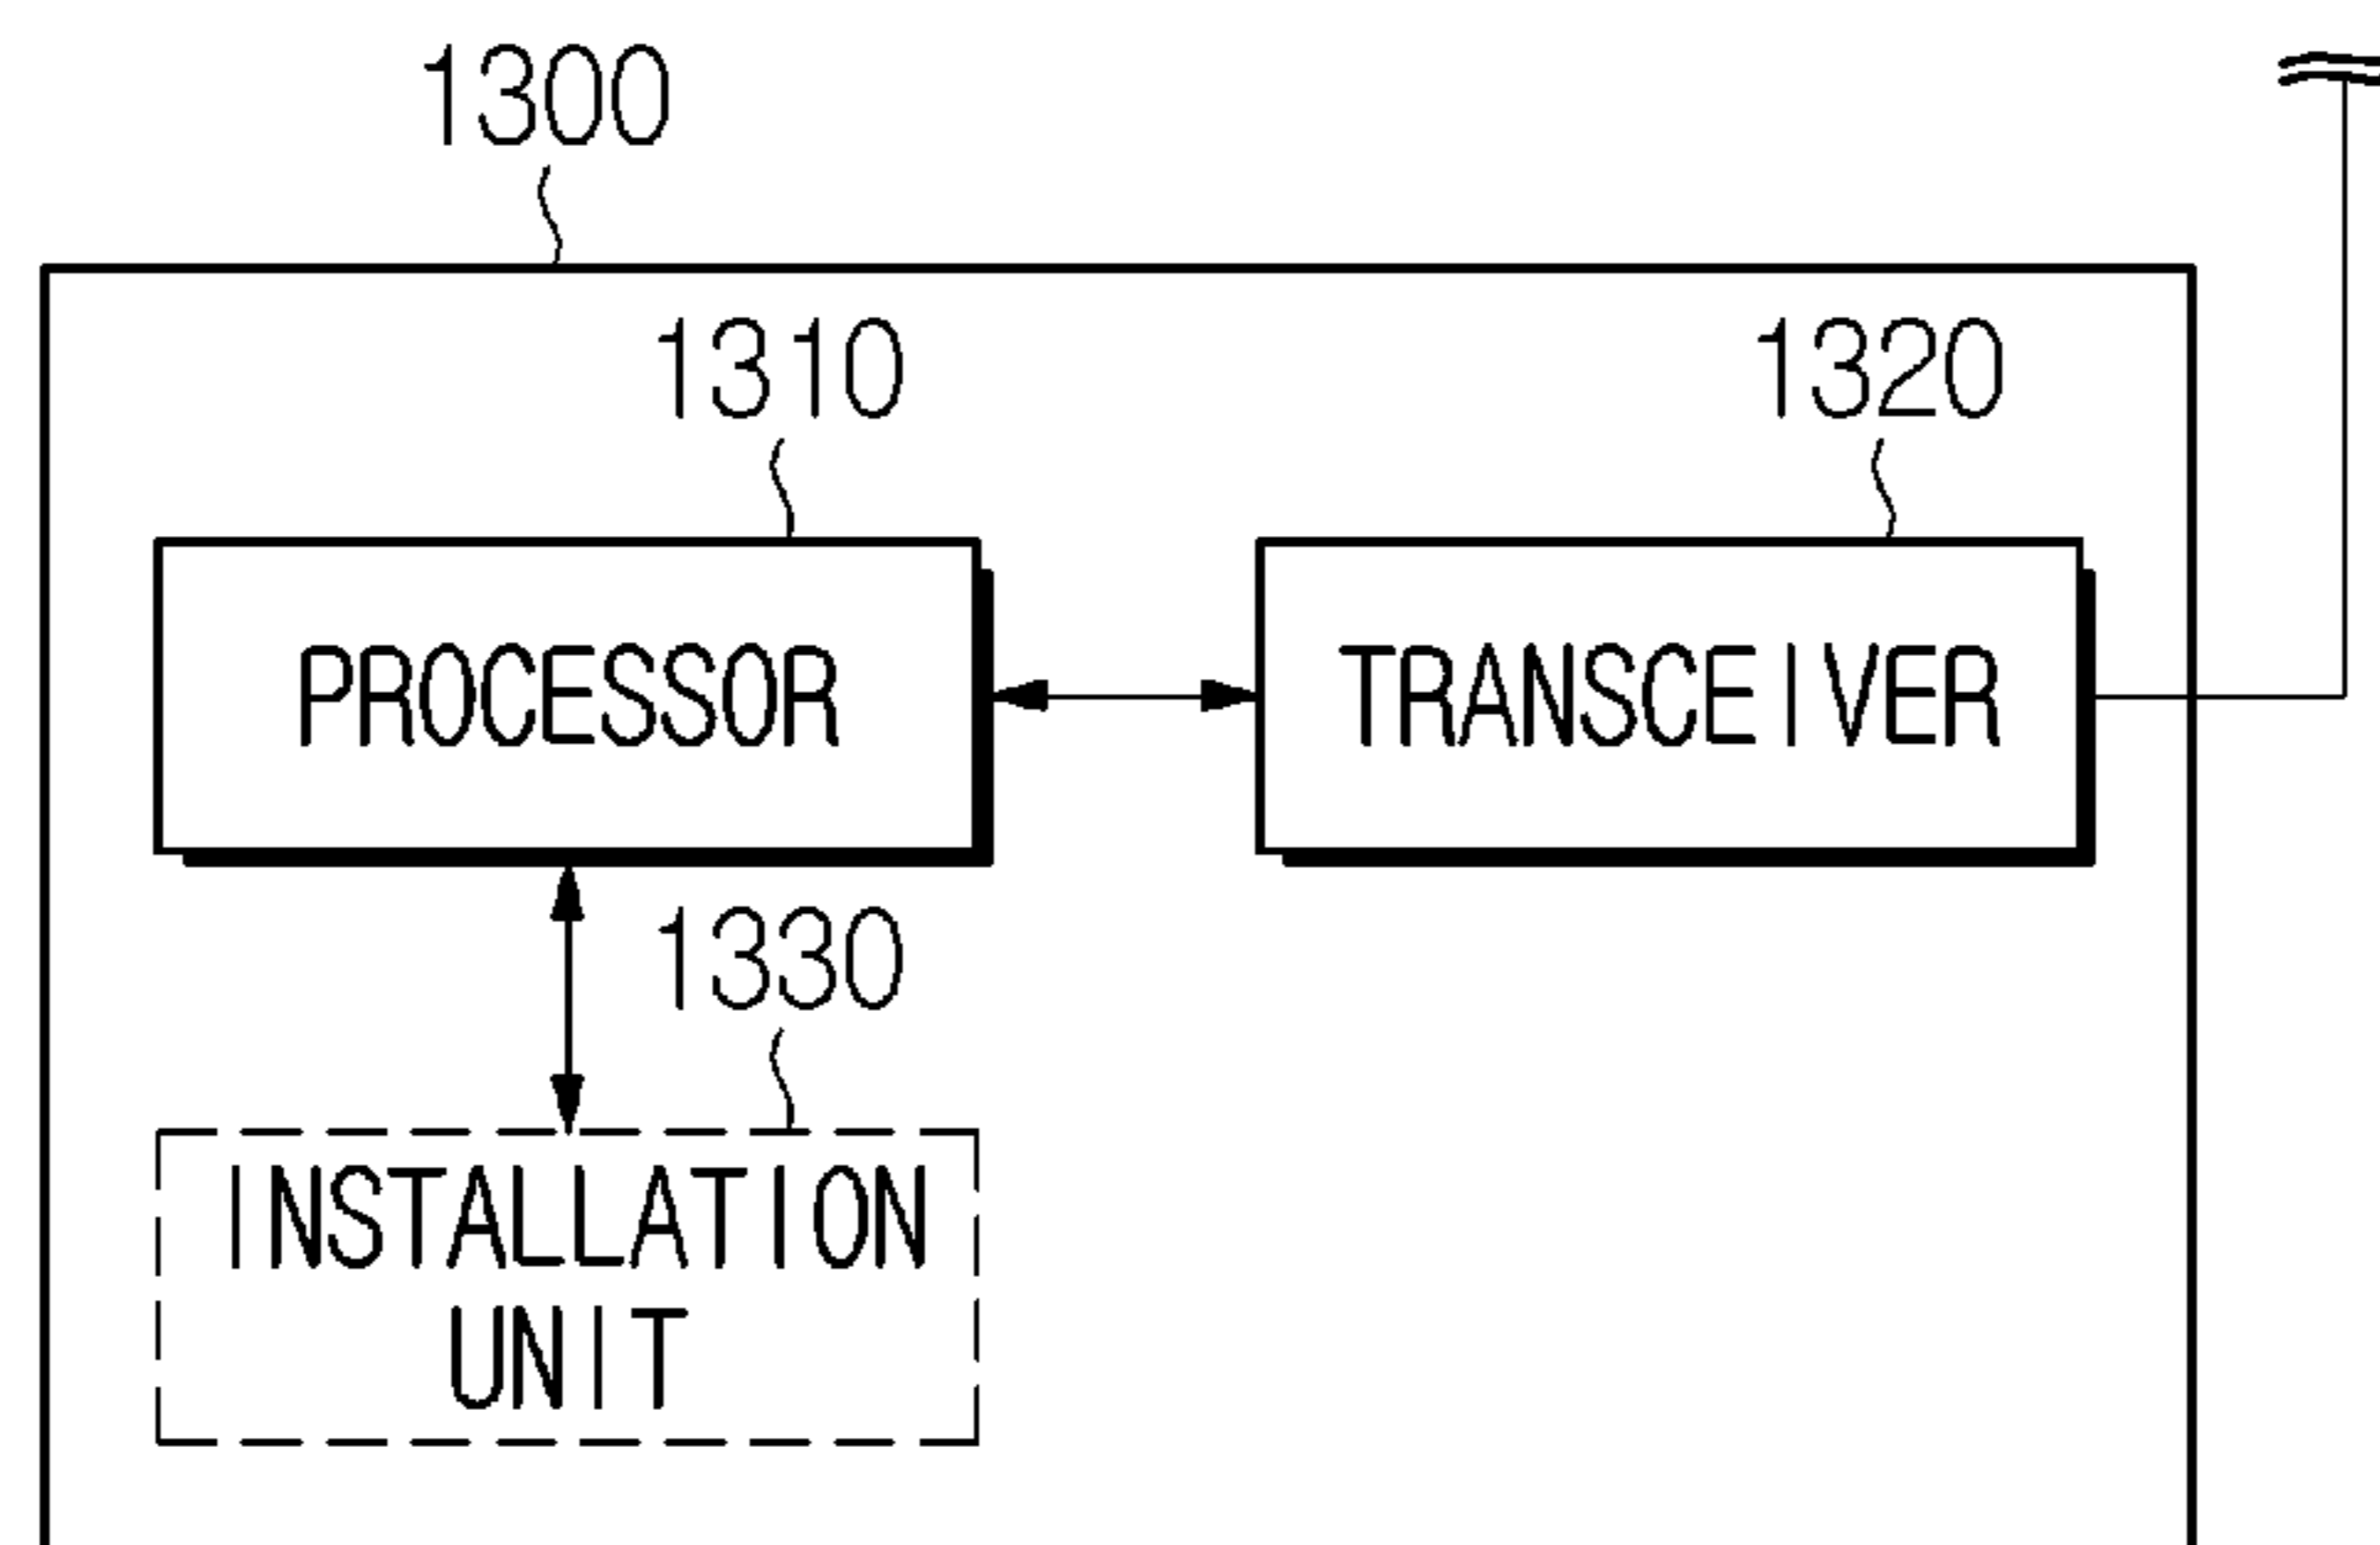 1300
1310
1320
PROCESSOR
TRANSCEIVER
1330
INSTALLATION
UNIT